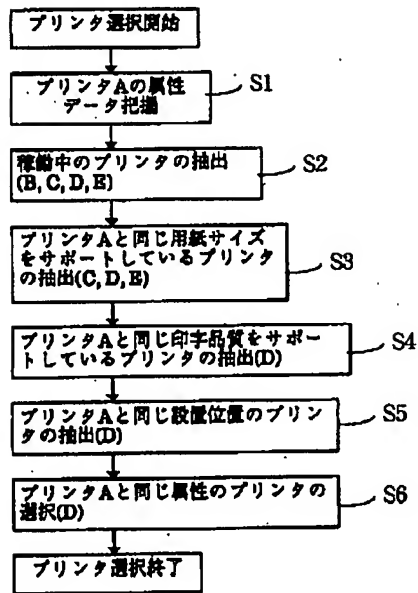 プリンタ選択開始
プリンタAの属性
データ把握
S1
稼働中のプリンタの抽出
(B,C,D,E)
S2
プリンタAと同じ用紙サイズ
をサポートしているプリンタ
の抽出(C,D,E)
S3
プリンタAと同じ印字品質をサポー
トしているプリンタの抽出(D)
S4
プリンタAと同じ設置位置のプリン
タの抽出(D)
S5
プリンタAと同じ属性のプリンタの
選択(D)
S6
プリンタ選択終了